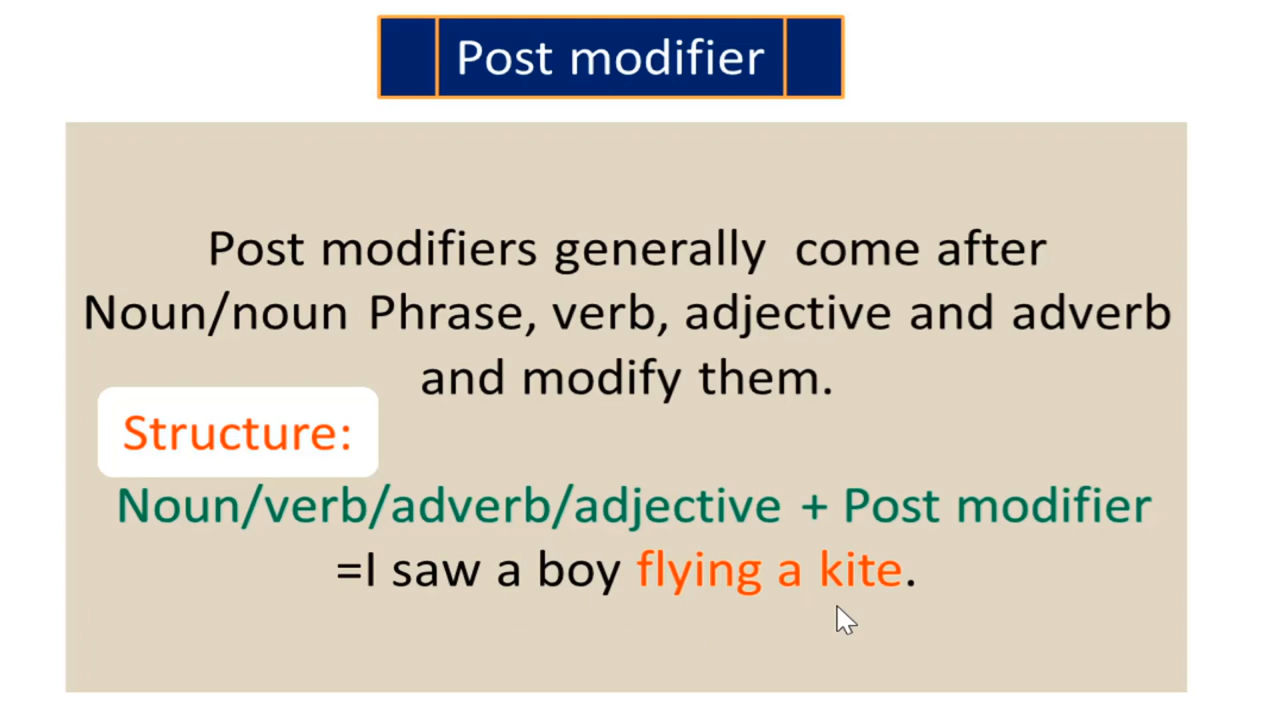 Post modifier
Post modifiers generally come after
Noun/noun Phrase, verb, adjective and adverb
and modify them.
Structure:
Noun/verb/adverb/adjective + Post modifier
=I saw a boy flying a kite.